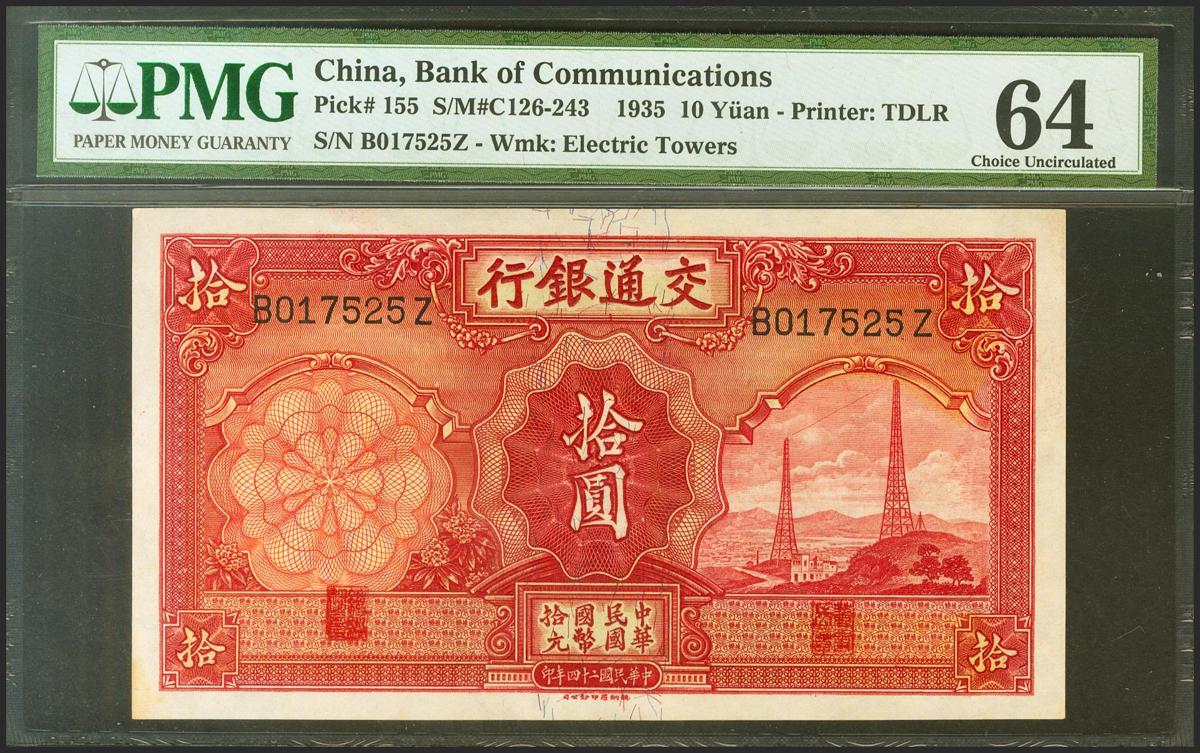 PMG
PAPER MONEY GUARANTY
China, Bank of Communications
Pick# 155 S/M#C126-243 1935 10 Yüan - Printer: TDLR
S/N B017525Z - Wmk: Electric Towers
64
Choice Uncirculated
拾
行銀通交
拾
B017525Z
B017525Z
拾圓
拾國民中
元幣國華
拾
拾
印年四十二國民華中